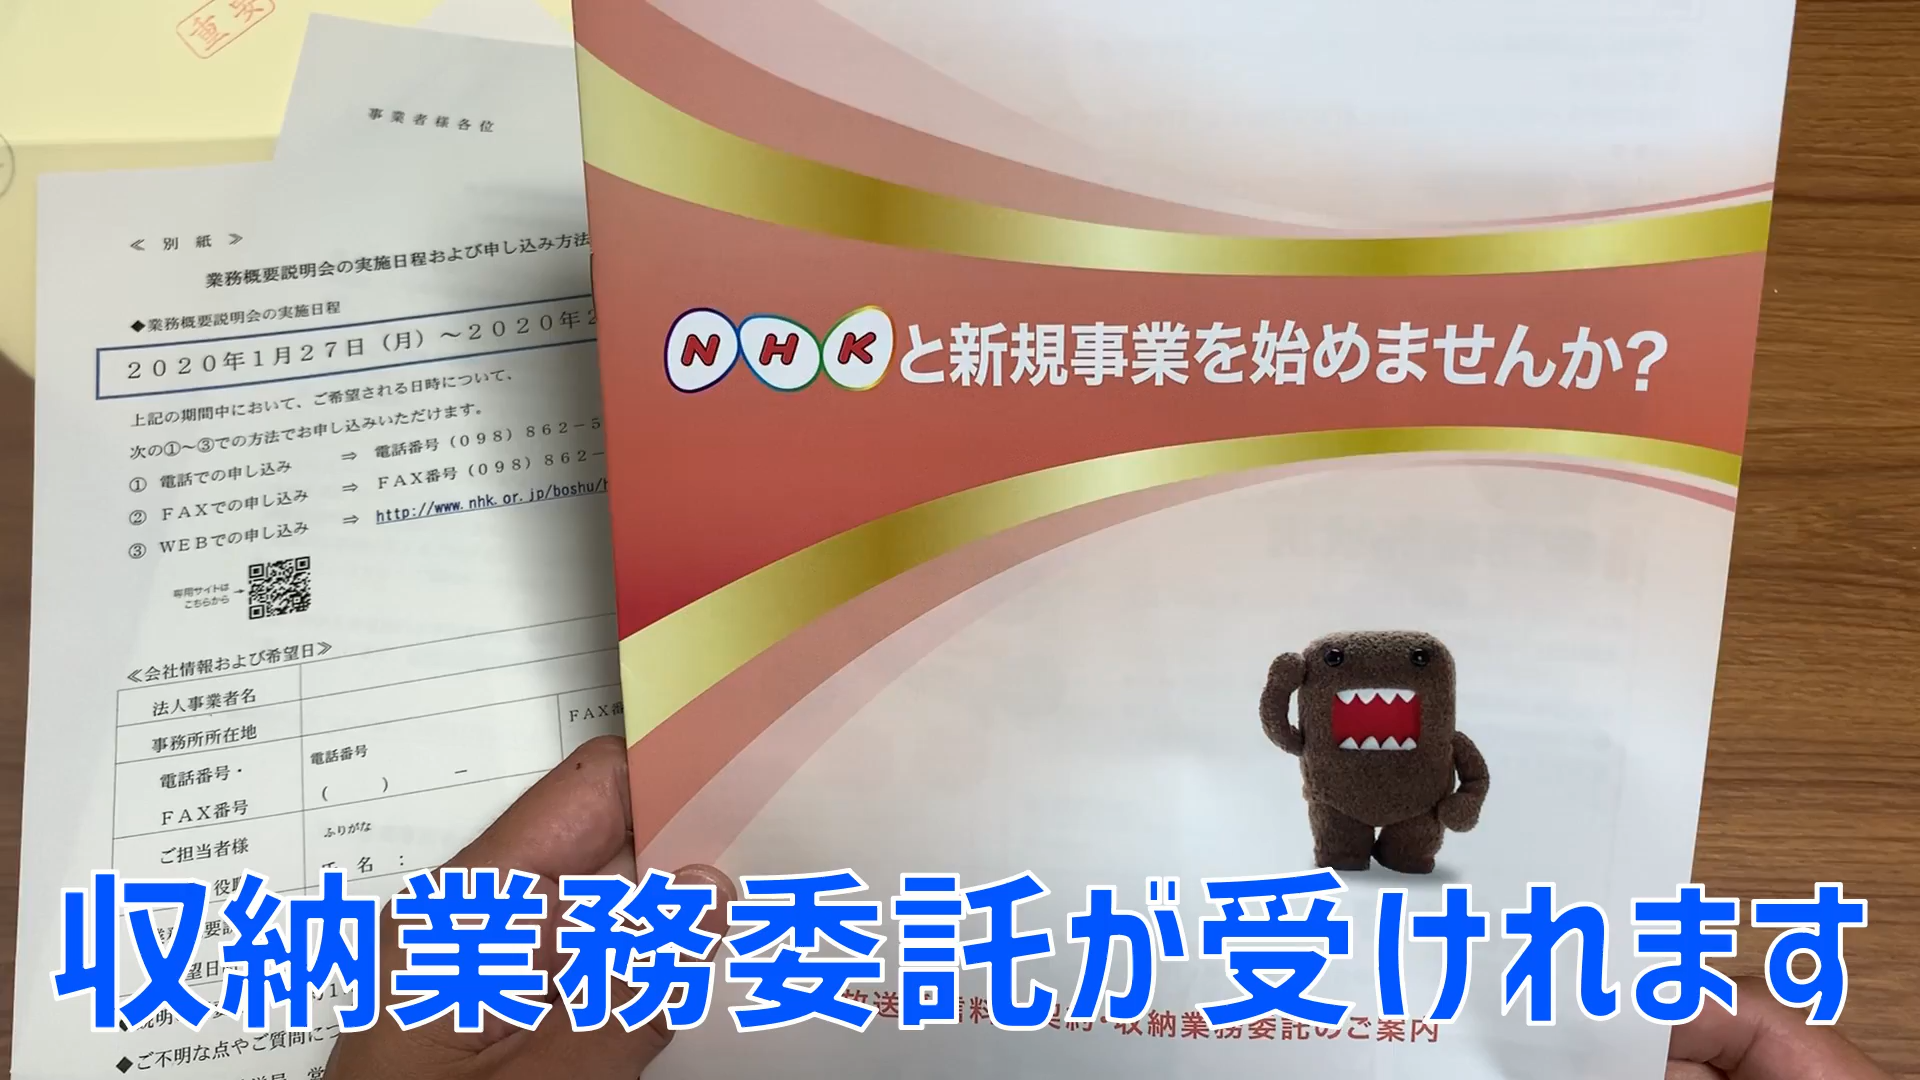 重要
事業者様各位
≪ 別 紙 ≫
業務概要説明会の実施日程および申し込み方法
◆業務概要説明会の実施日程
２０２０年１月２７日（月）～２０２０年２
上記の期間中において、ご希望される日時について、
次の①～③での方法でお申し込みいただけます。
① 電話での申し込み ⇒ 電話番号（０９８）８６２－５
② ＦＡＸでの申し込み ⇒ ＦＡＸ番号（０９８）８６２－
③ ＷＥＢでの申し込み ⇒ http://www.nhk.or.jp/boshu/h
専用サイトは
こちらから→
≪会社情報および希望日≫
法人事業者名
事務所所在地
電話番号・
ＦＡＸ番号
電話番号
（　　）　－
ＦＡＸ番
ご担当者様
ふりがな
氏 名 ：
◆ご不明な点やご質問につ
NHKと新規事業を始めませんか？
収納業務委託が受けれます
契約・収納業務委託のご案内